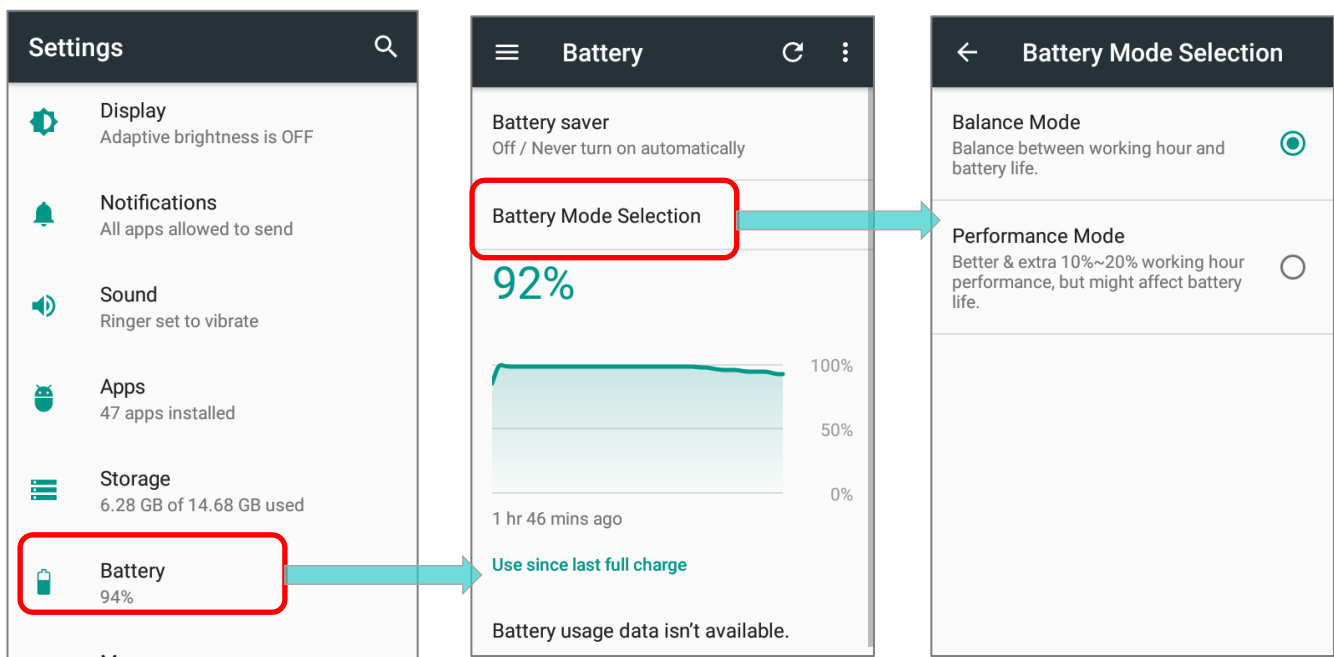 Settings
Display
Adaptive brightness is OFF
Notifications
All apps allowed to send
Sound
Ringer set to vibrate
Apps
47 apps installed
Storage
6.28 GB of 14.68 GB used
Battery
94%
Battery
Battery saver
Off / Never turn on automatically
Battery Mode Selection
92%
100%
50%
0%
1 hr 46 mins ago
Use since last full charge
Battery usage data isn't available.
Battery Mode Selection
Balance Mode
Balance between working hour and
battery life.
Performance Mode
Better & extra 10%~20% working hour
performance, but might affect battery
life.